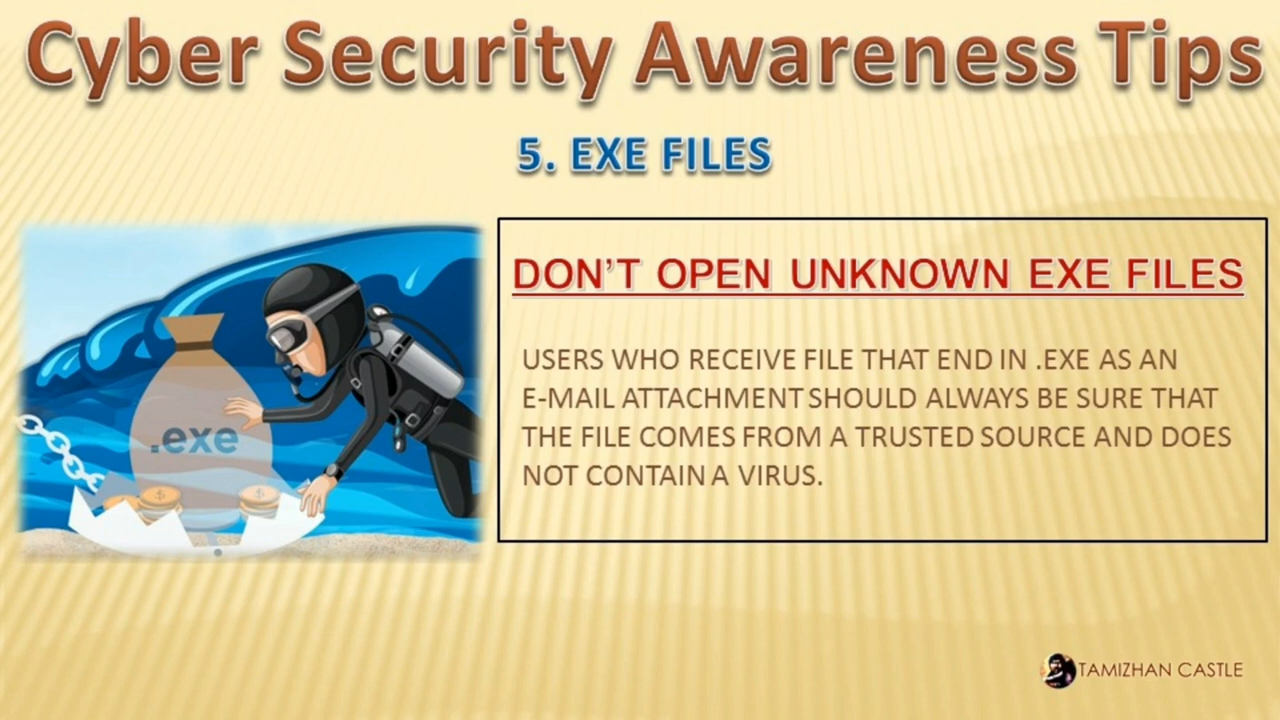 Cyber Security Awareness Tips
5. EXE FILES
DON'T OPEN UNKNOWN EXE FILES
USERS WHO RECEIVE FILE THAT END IN .EXE AS AN
E-MAIL ATTACHMENT SHOULD ALWAYS BE SURE THAT
THE FILE COMES FROM A TRUSTED SOURCE AND DOES
NOT CONTAIN A VIRUS.
.exe
TAMIZHAN CASTLE